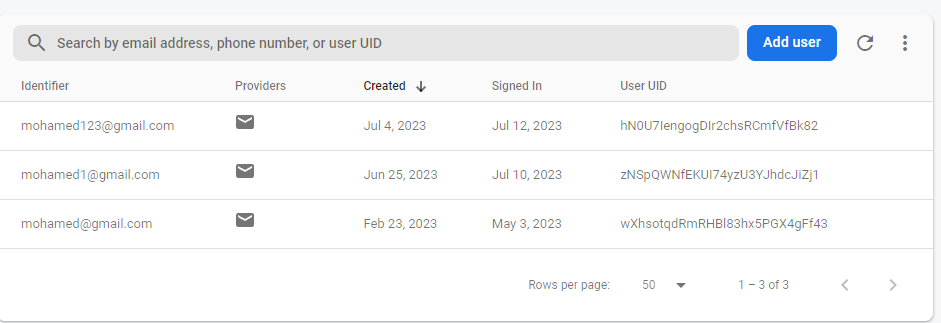 Search by email address, phone number, or user UID Add user
Identifier Providers Created Signed In User UID
mohamed123@gmail.com Jul 4, 2023 Jul 12, 2023 hN0U7IengogDIr2chsRCmfVfBk82
mohamed1@gmail.com Jun 25, 2023 Jul 10, 2023 zNSpQWNfEKUI74yzU3YJhdcJiZj1
mohamed@gmail.com Feb 23, 2023 May 3, 2023 wXhsotqdRmRHBl83hx5PGX4gFf43
Rows per page: 50 1 – 3 of 3